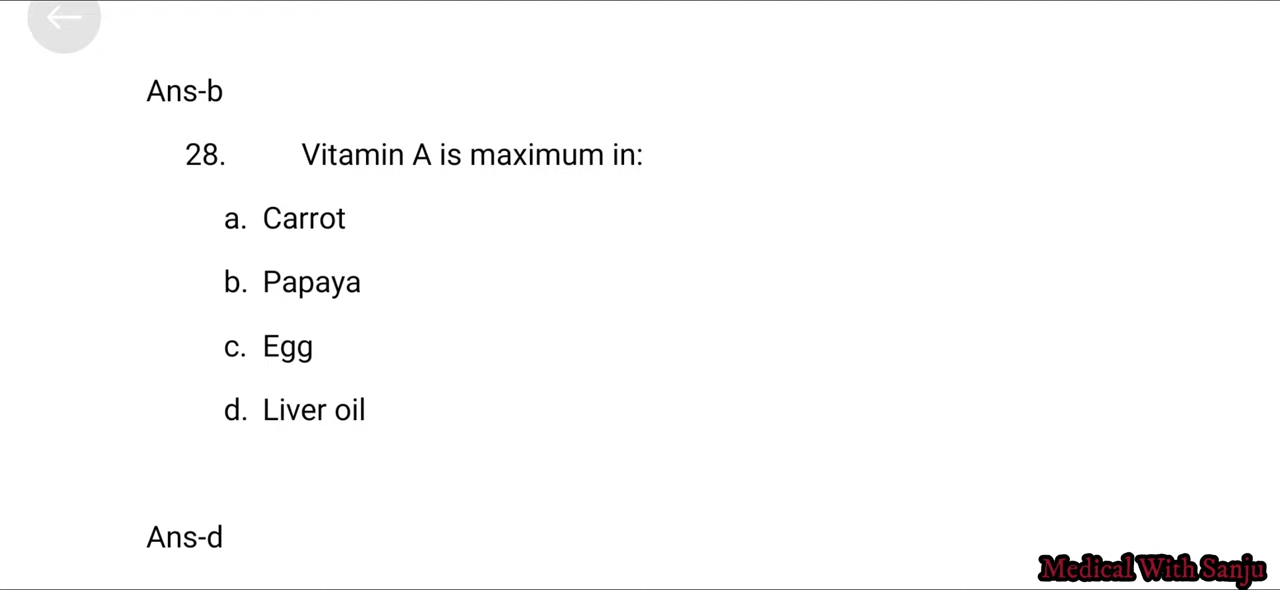 Ans-b
28. Vitamin A is maximum in:
a. Carrot
b. Papaya
c. Egg
d. Liver oil
Ans-d
Medical With Sanju